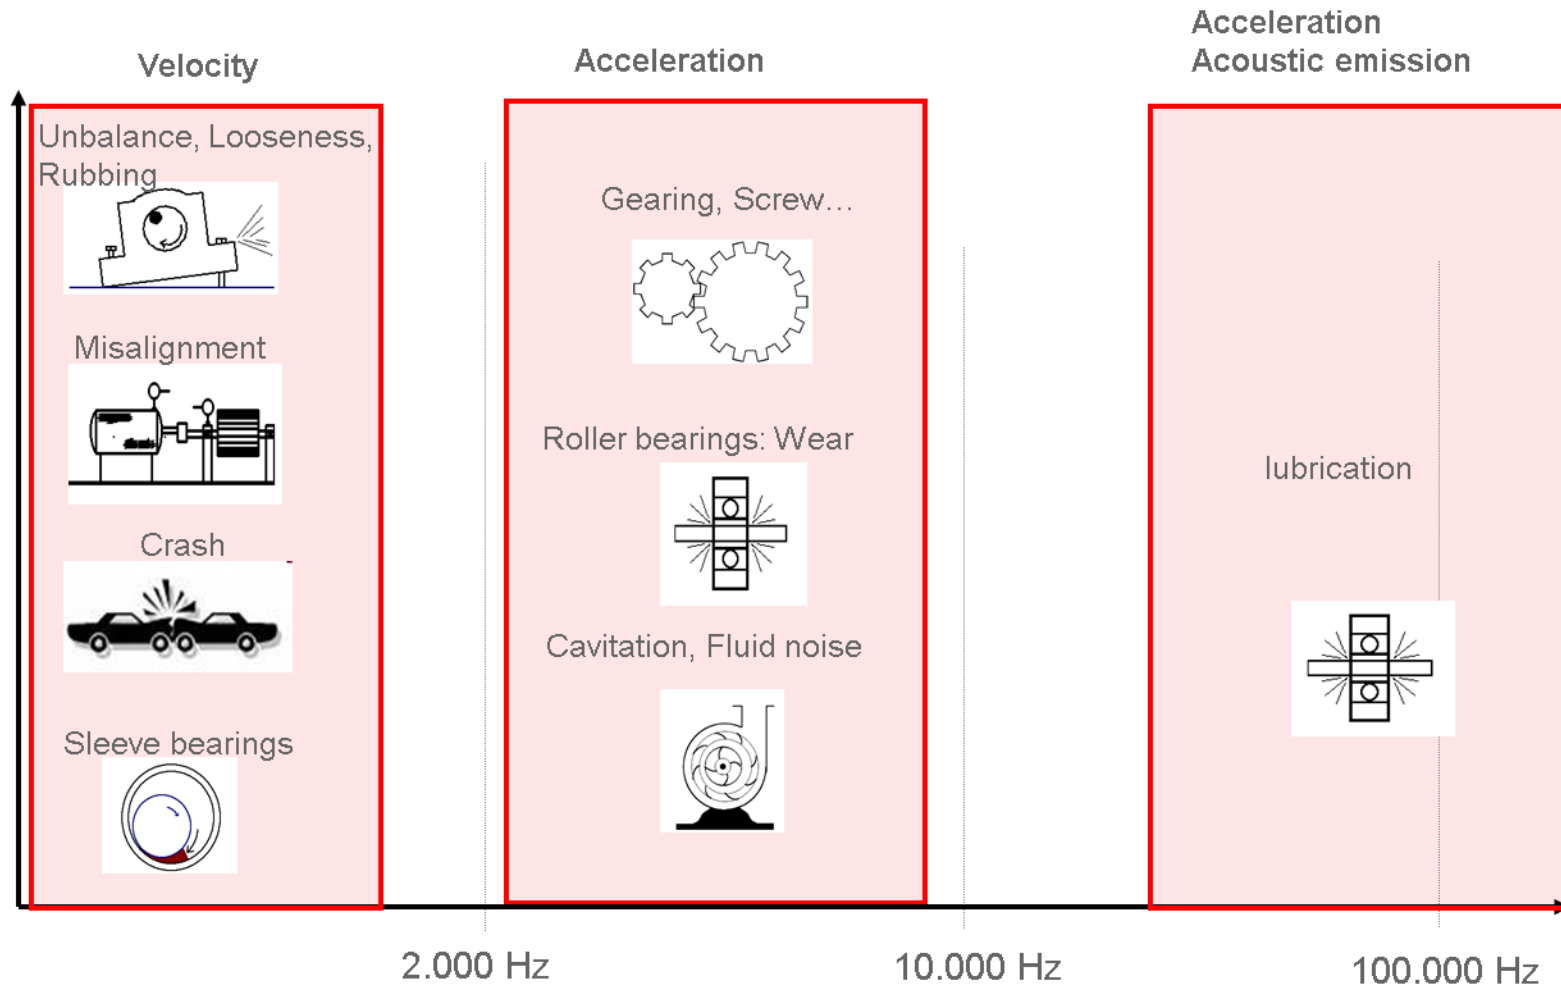 Velocity
Unbalance, Looseness,
Rubbing
Misalignment
Crash
Sleeve bearings
Acceleration
Gearing, Screw...
Roller bearings: Wear
Cavitation, Fluid noise
Acceleration
Acoustic emission
lubrication
2.000 Hz
10.000 Hz
100.000 Hz